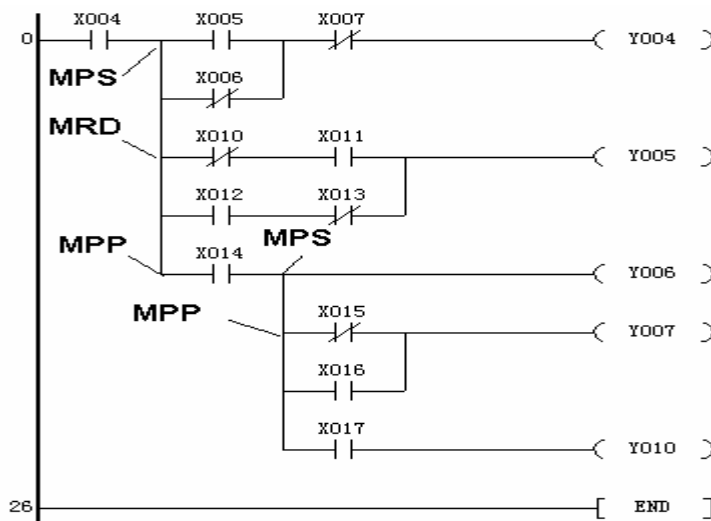 X004 X005 X007
0 Y004
MPS
X006
MRD
X010 X011
Y005
X012 X013
MPP X014 MPS
Y006
MPP X015
Y007
X016
X017
Y010
26 END